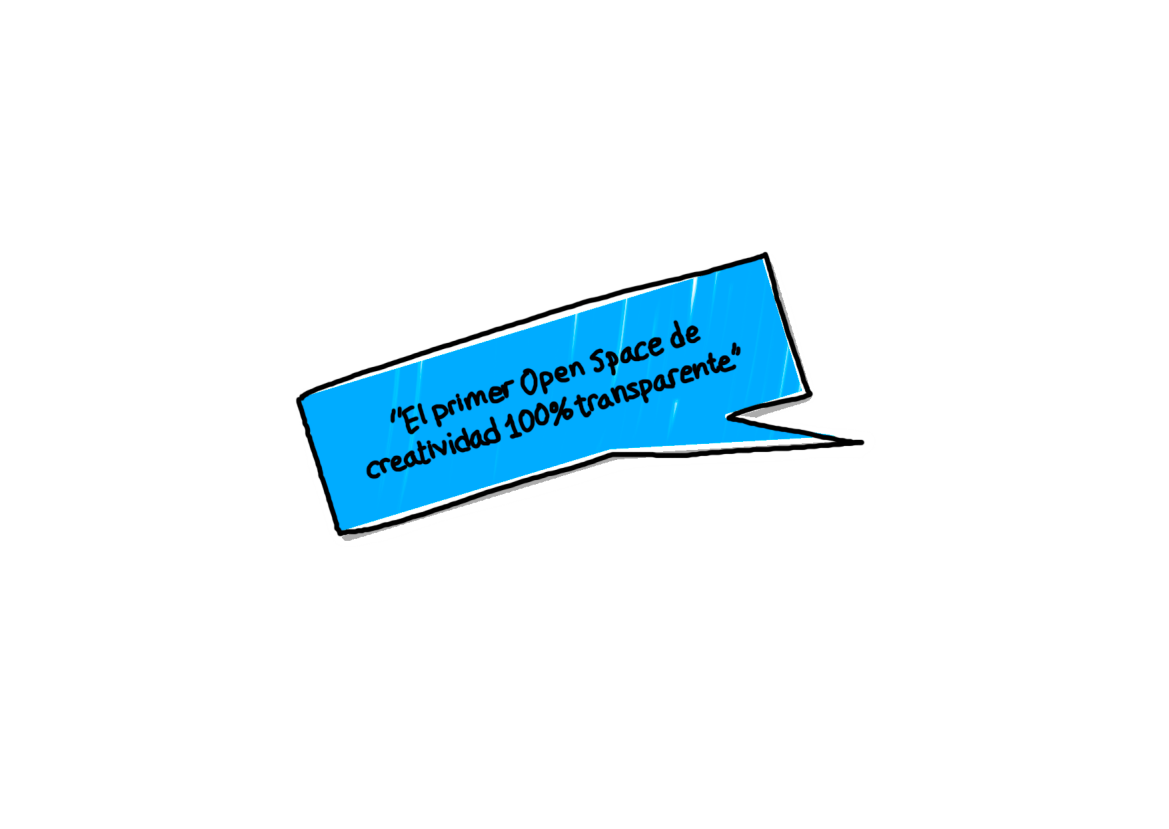 "El primer Open Space de
creatividad 100% transparente"